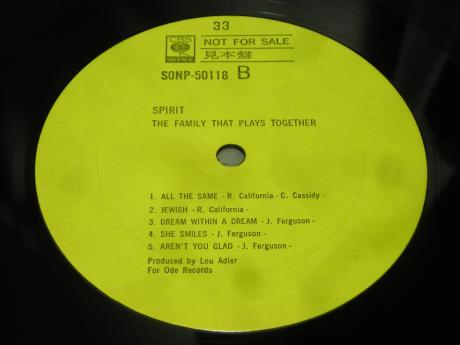 33
CBS SONY NOT FOR SALE
見本盤
SONP-50118 B
SPIRIT
THE FAMILY THAT PLAYS TOGETHER
1. ALL THE SAME - R. California - C. Cassidy -
2. JEWISH - R. California -
3. DREAM WITHIN A DREAM - J. Ferguson -
4. SHE SMILES - J. Ferguson -
5. AREN'T YOU GLAD - J. Ferguson -
Produced by Lou Adler
For Ode Records